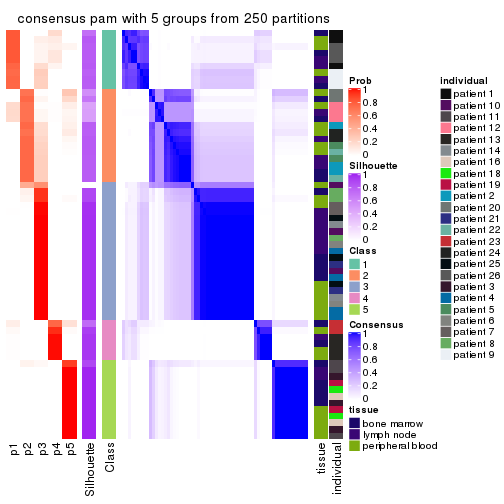 consensus pam with 5 groups from 250 partitions
Prob
1
0.8
0.6
0.4
0.2
0
Silhouette
1
0.8
0.6
0.4
0.2
0
Class
1
2
3
4
5
Consensus
1
0.8
0.6
0.4
0.2
0
tissue
bone marrow
lymph node
peripheral blood
individual
patient 1
patient 10
patient 11
patient 12
patient 13
patient 14
patient 16
patient 18
patient 19
patient 2
patient 20
patient 21
patient 22
patient 23
patient 24
patient 25
patient 26
patient 3
patient 4
patient 5
patient 6
patient 7
patient 8
patient 9
p1
p2
p3
p4
p5
Silhouette
Class
tissue
individual